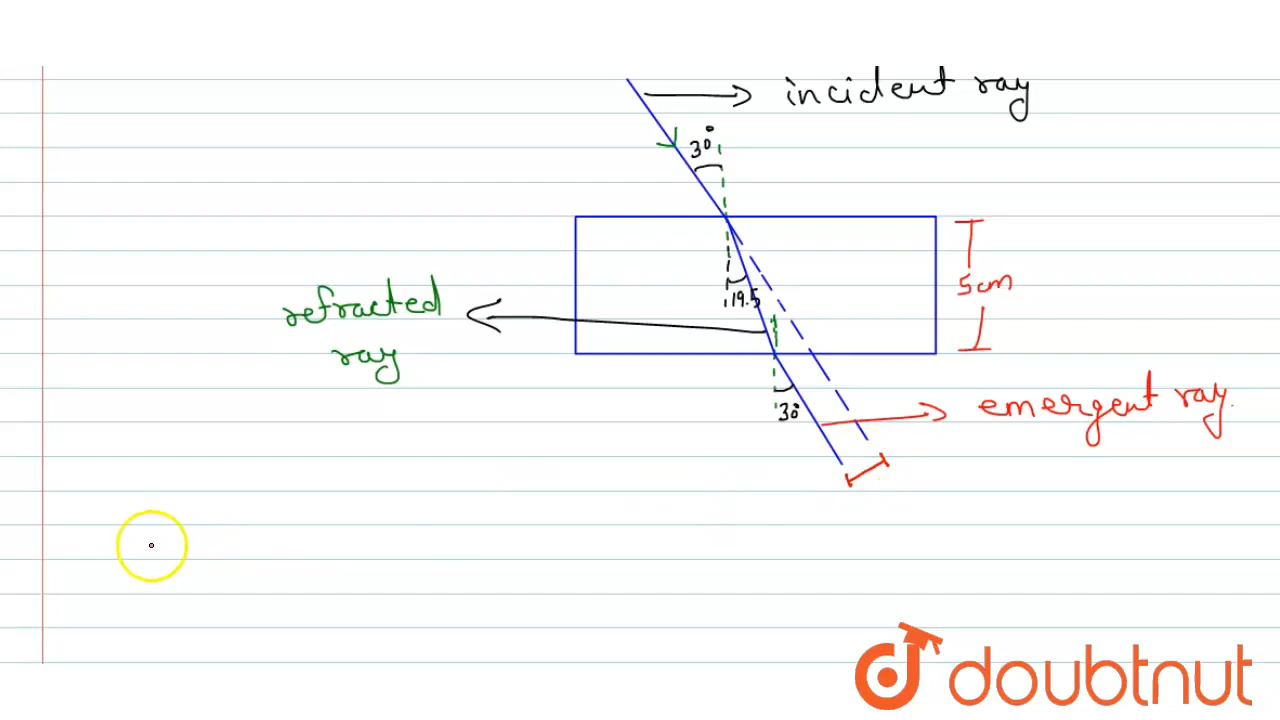 incident ray
30°
19.5
5cm
refracted
ray
30°
emergent ray.
doubtnut